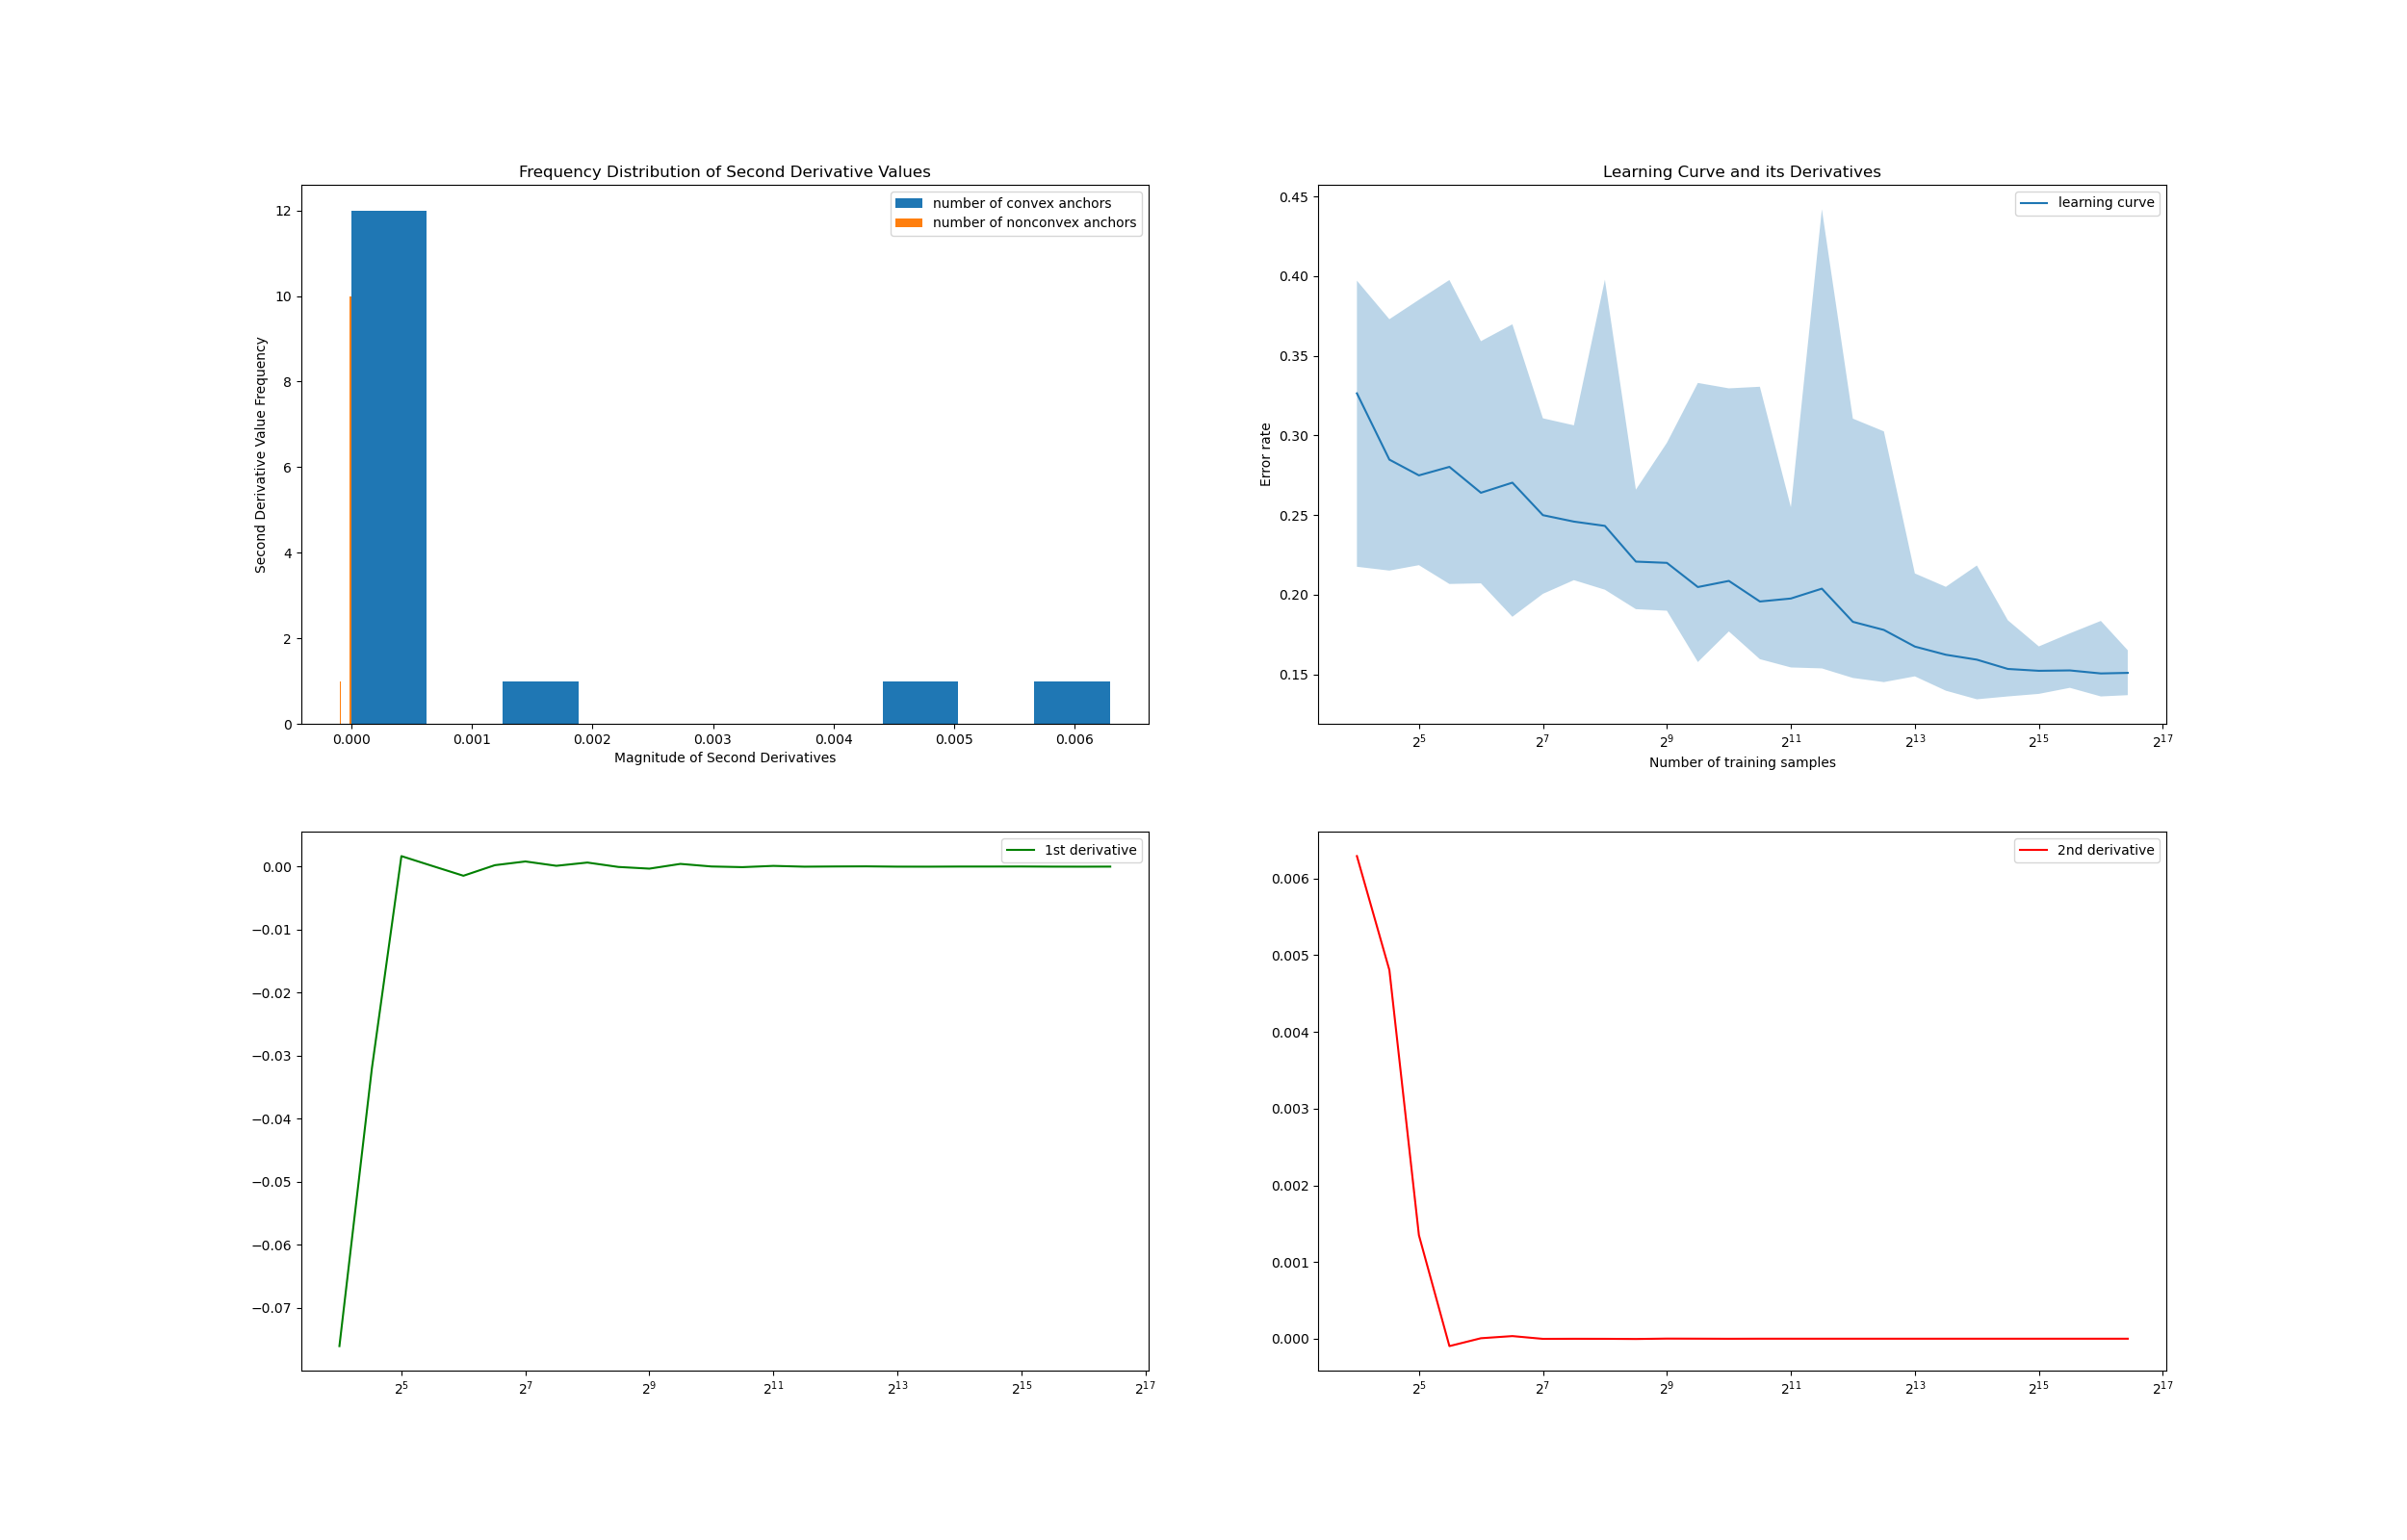 Frequency Distribution of Second Derivative Values
number of convex anchors
number of nonconvex anchors
12
10
8
6
4
2
0
Second Derivative Value Frequency
0.000 0.001 0.002 0.003 0.004 0.005 0.006
Magnitude of Second Derivatives
Learning Curve and its Derivatives
learning curve
0.45
0.40
0.35
0.30
0.25
0.20
0.15
Error rate
2^5 2^7 2^9 2^11 2^13 2^15 2^17
Number of training samples
1st derivative
0.00
−0.01
−0.02
−0.03
−0.04
−0.05
−0.06
−0.07
2^5 2^7 2^9 2^11 2^13 2^15 2^17
2nd derivative
0.006
0.005
0.004
0.003
0.002
0.001
0.000
2^5 2^7 2^9 2^11 2^13 2^15 2^17